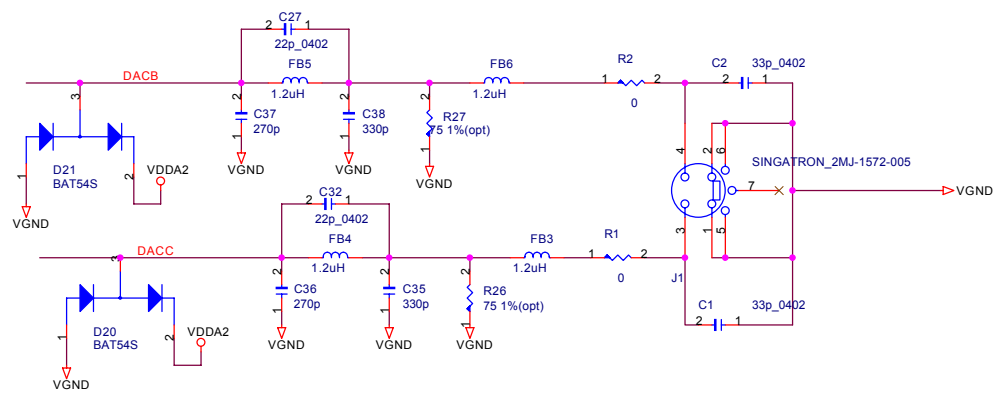 C27
2 1
22p_0402
FB5
1.2uH
DACB
FB6
1.2uH
R2
1 2
0
C2 33p_0402
2 1
3
D21
BAT54S
1
2
VDDA2
VGND
2
C37
270p
1
VGND
2
C38
330p
1
VGND
2
R27
75 1%(opt)
1
VGND
4 2 6
SINGATRON_2MJ-1572-005
7
VGND
3 1 5
J1
C32
2 1
22p_0402
FB4
1.2uH
DACC
FB3
1.2uH
R1
1 2
0
C1 33p_0402
2 1
3
D20
BAT54S
1
2
VDDA2
VGND
2
C36
270p
1
VGND
2
C35
330p
1
VGND
2
R26
75 1%(opt)
1
VGND